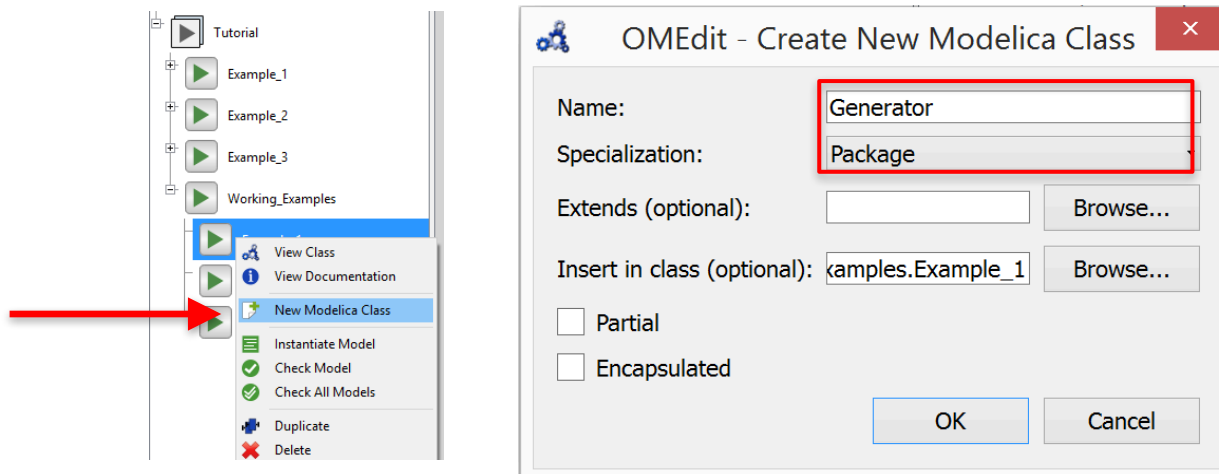 Tutorial
Example_1
Example_2
Example_3
Working_Examples
View Class
View Documentation
New Modelica Class
Instantiate Model
Check Model
Check All Models
Duplicate
Delete
OMEdit - Create New Modelica Class
Name: Generator
Specialization: Package
Extends (optional): Browse...
Insert in class (optional): xamples.Example_1 Browse...
Partial
Encapsulated
OK Cancel